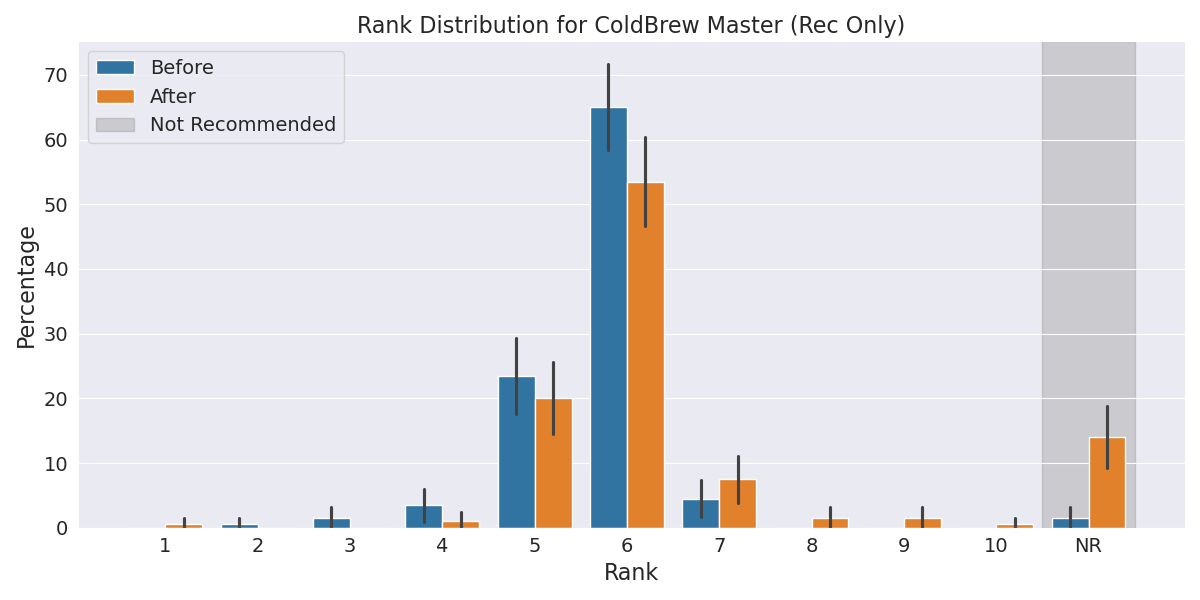 Rank Distribution for ColdBrew Master (Rec Only)
Before
After
Not Recommended
Percentage
70
60
50
40
30
20
10
0
1 2 3 4 5 6 7 8 9 10 NR
Rank